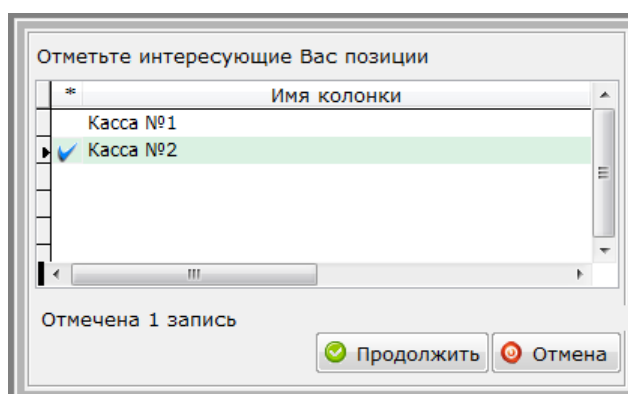 Отметьте интересующие Вас позиции
* Имя колонки
Касса №1
Касса №2
Отмечена 1 запись
Продолжить Отмена